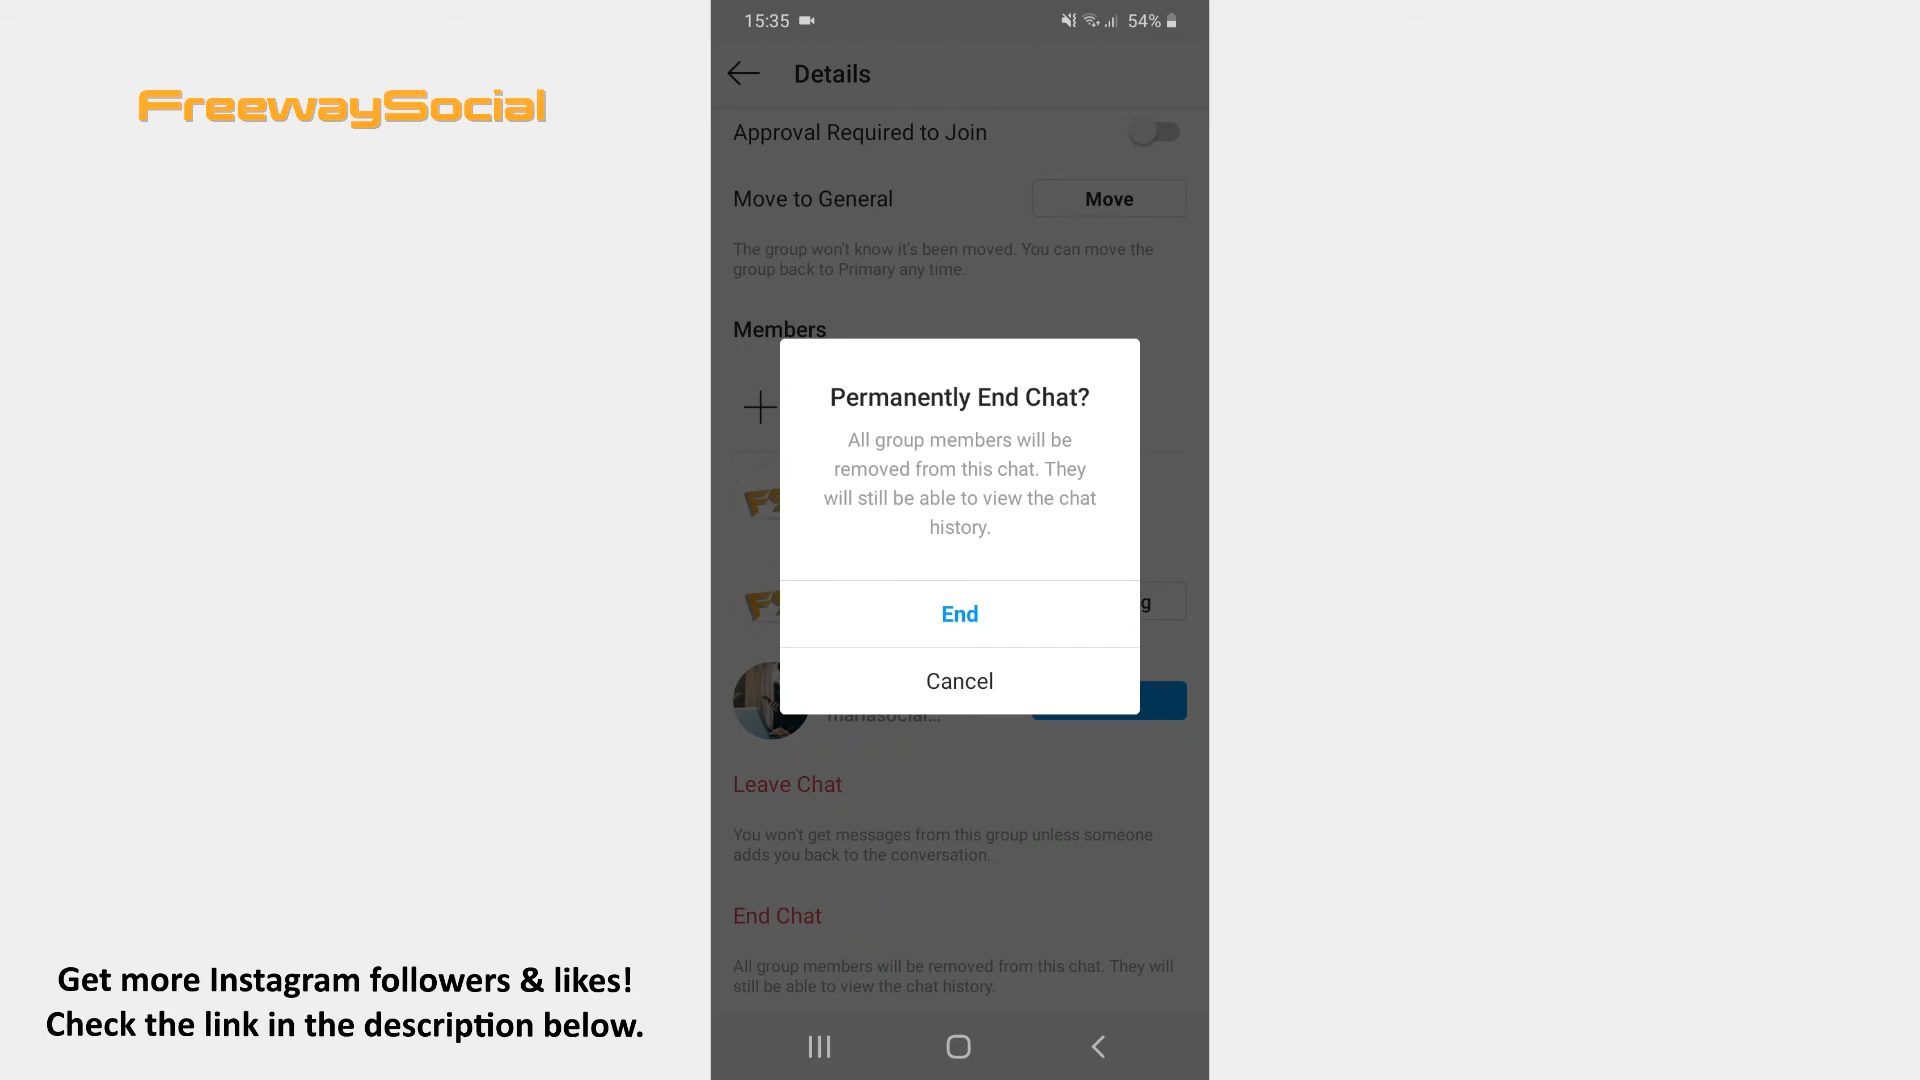 15:35
54%
FreewaySocial
Details
Approval Required to Join
Move to General
Move
The group won't know it's been moved. You can move the
group back to Primary any time.
Members
Permanently End Chat?
All group members will be
removed from this chat. They
will still be able to view the chat
history.
End
Cancel
Leave Chat
You won't get messages from this group unless someone
adds you back to the conversation.
End Chat
All group members will be removed from this chat. They will
still be able to view the chat history.
Get more Instagram followers & likes!
Check the link in the description below.